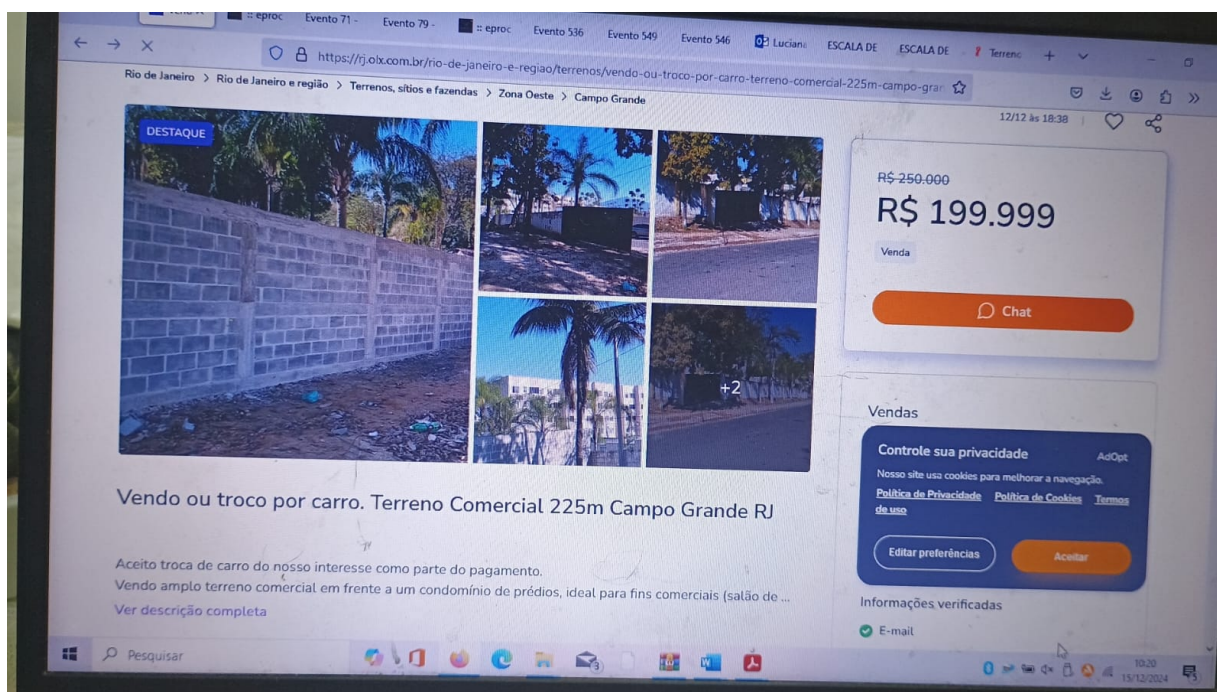 :: eproc Evento 71 - Evento 79 - :: eproc Evento 536 Evento 549 Evento 546 Luciana ESCALA DE ESCALA DE Terrenc
https://rj.olx.com.br/rio-de-janeiro-e-regiao/terrenos/vendo-ou-troco-por-carro-terreno-comercial-225m-campo-gran
Rio de Janeiro > Rio de Janeiro e região > Terrenos, sítios e fazendas > Zona Oeste > Campo Grande
12/12 às 18:38
DESTAQUE
+2
R$ 250.000
R$ 199.999
Venda
Chat
Vendas
Controle sua privacidade AdOpt
Nosso site usa cookies para melhorar a navegação.
Política de Privacidade Política de Cookies Termos
de uso
Editar preferências Aceitar
Informações verificadas
E-mail
Vendo ou troco por carro. Terreno Comercial 225m Campo Grande RJ
Aceito troca de carro do nosso interesse como parte do pagamento.
Vendo amplo terreno comercial em frente a um condomínio de prédios, ideal para fins comerciais (salão de ...
Ver descrição completa
Pesquisar
10:20
15/12/2024